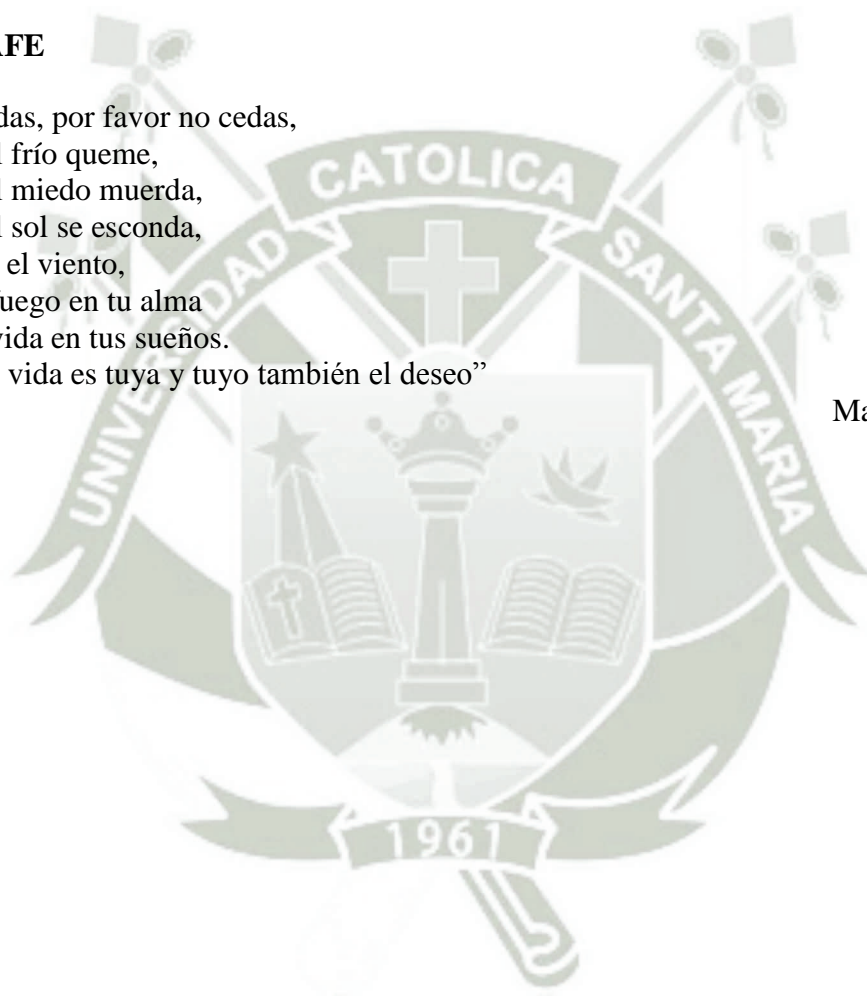 AFE
das, por favor no cedas,
l frío queme,
l miedo muerda,
l sol se esconda,
el viento,
fuego en tu alma
vida en tus sueños.
vida es tuya y tuyo también el deseo”
Ma
UNIVERSIDAD CATOLICA SANTA MARIA
1961